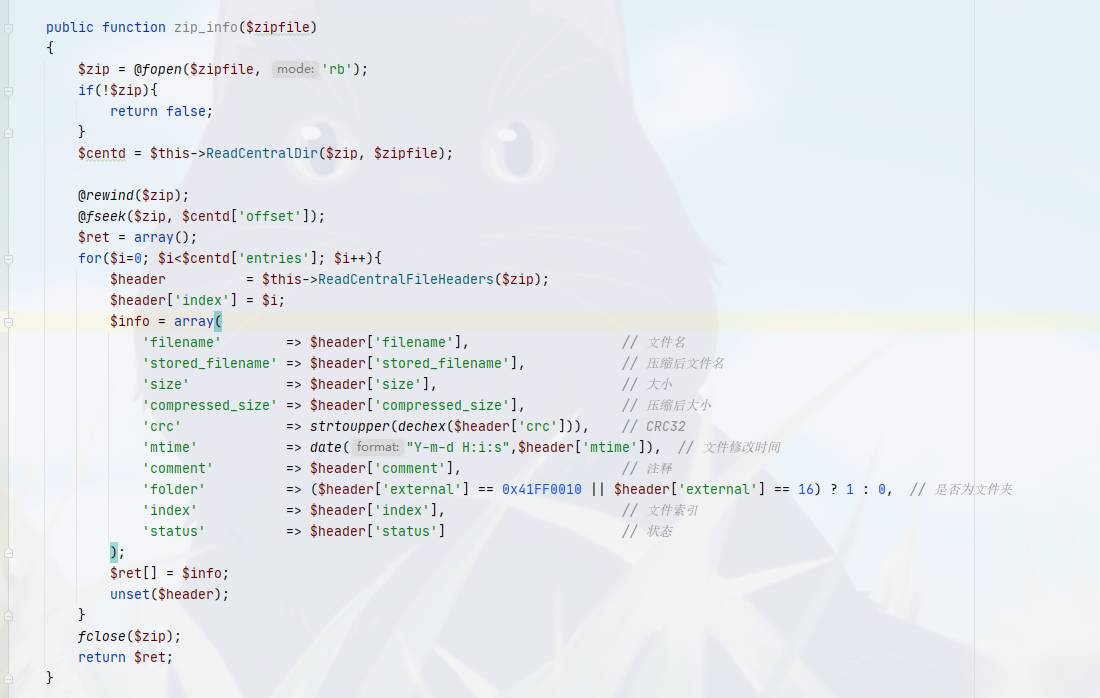 public function zip_info($zipfile)
{
    $zip = @fopen($zipfile, mode: 'rb');
    if(!$zip){
        return false;
    }
    $centd = $this->ReadCentralDir($zip, $zipfile);

    @rewind($zip);
    @fseek($zip, $centd['offset']);
    $ret = array();
    for($i=0; $i<$centd['entries']; $i++){
        $header          = $this->ReadCentralFileHeaders($zip);
        $header['index'] = $i;
        $info = array(
            'filename'        => $header['filename'],                   // 文件名
            'stored_filename' => $header['stored_filename'],            // 压缩后文件名
            'size'            => $header['size'],                       // 大小
            'compressed_size' => $header['compressed_size'],            // 压缩后大小
            'crc'             => strtoupper(dechex($header['crc'])),    // CRC32
            'mtime'           => date( format: "Y-m-d H:i:s",$header['mtime']),  // 文件修改时间
            'comment'         => $header['comment'],                    // 注释
            'folder'          => ($header['external'] == 0x41FF0010 || $header['external'] == 16) ? 1 : 0,  // 是否为文件夹
            'index'           => $header['index'],                      // 文件索引
            'status'          => $header['status']                      // 状态
        );
        $ret[] = $info;
        unset($header);
    }
    fclose($zip);
    return $ret;
}